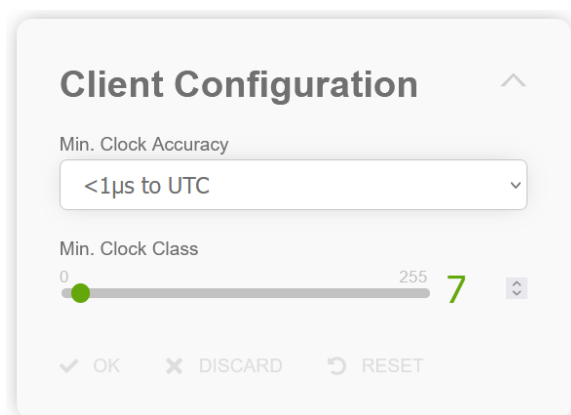 Client Configuration
Min. Clock Accuracy
<1µs to UTC
Min. Clock Class
0 255 7
OK DISCARD RESET